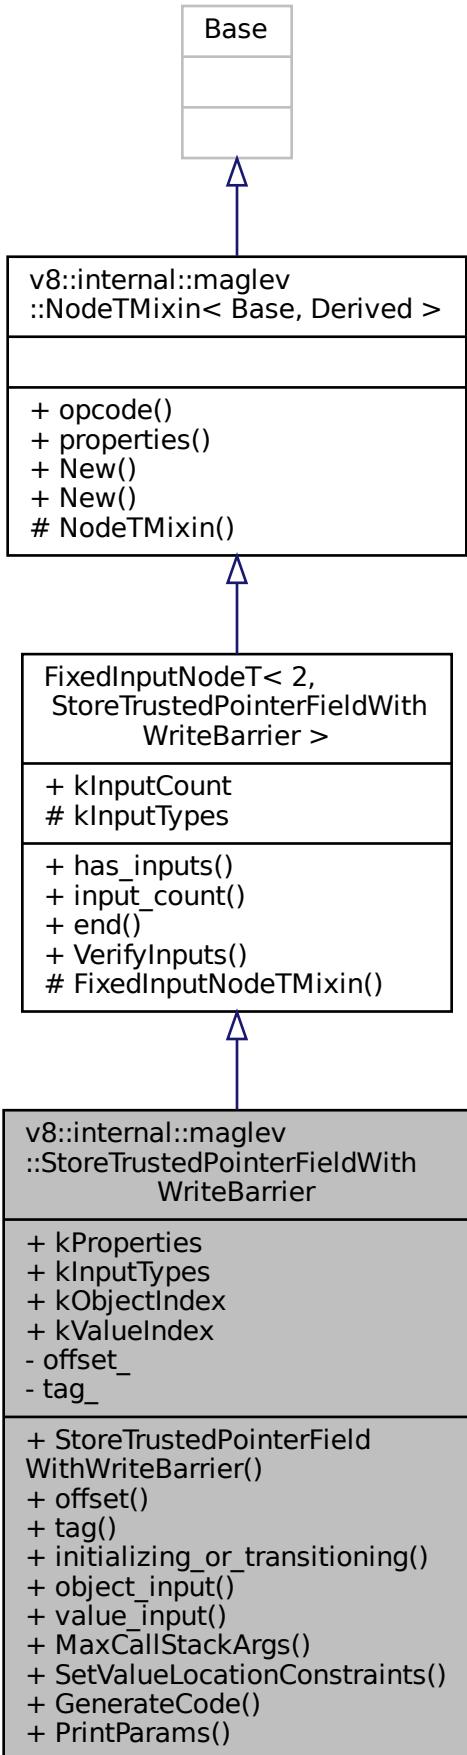 Base
v8::internal::maglev
::NodeTMixin< Base, Derived >
+ opcode()
+ properties()
+ New()
+ New()
# NodeTMixin()
FixedInputNodeT< 2,
StoreTrustedPointerFieldWith
WriteBarrier >
+ kInputCount
# kInputTypes
+ has_inputs()
+ input_count()
+ end()
+ VerifyInputs()
# FixedInputNodeTMixin()
v8::internal::maglev
::StoreTrustedPointerFieldWith
WriteBarrier
+ kProperties
+ kInputTypes
+ kObjectIndex
+ kValueIndex
- offset_
- tag_
+ StoreTrustedPointerField
WithWriteBarrier()
+ offset()
+ tag()
+ initializing_or_transitioning()
+ object_input()
+ value_input()
+ MaxCallStackArgs()
+ SetValueLocationConstraints()
+ GenerateCode()
+ PrintParams()